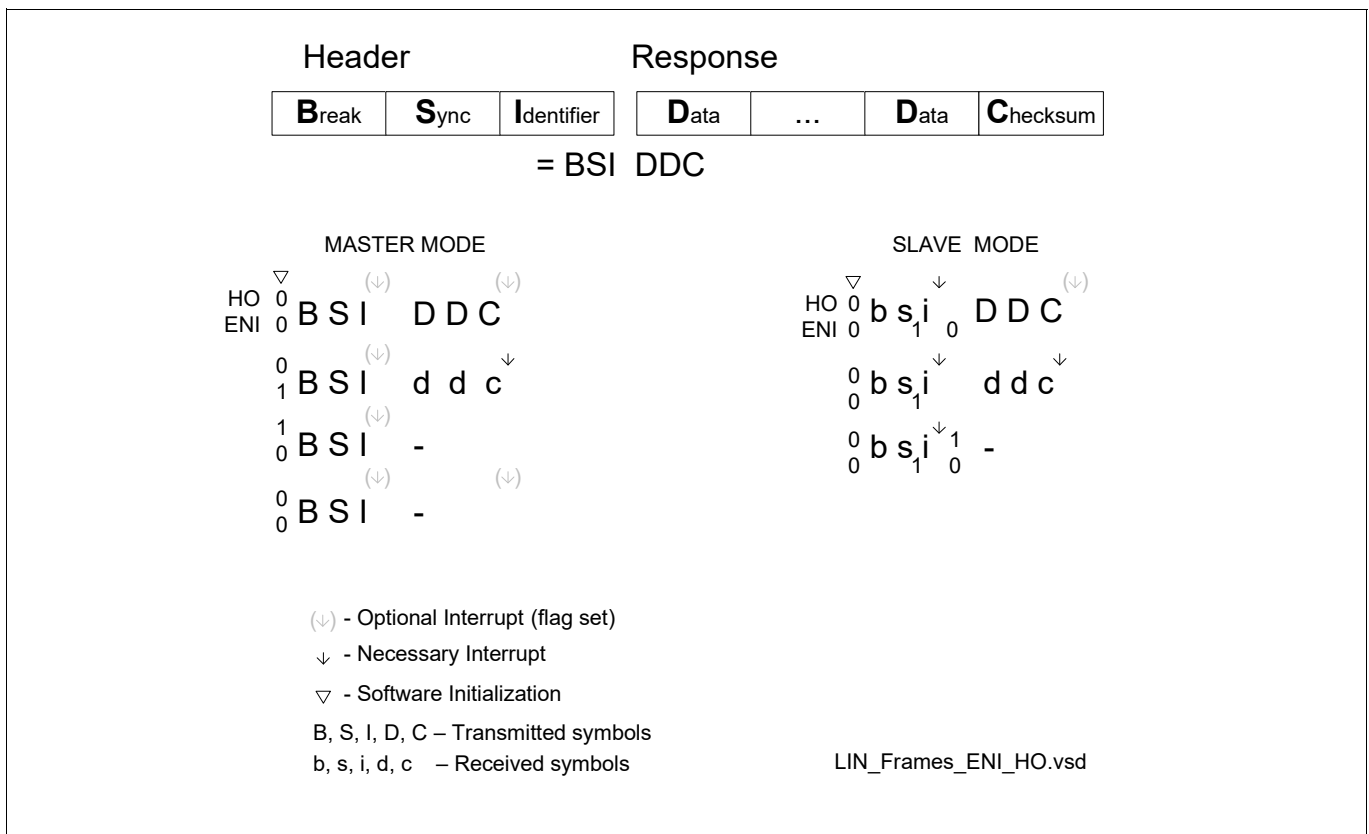 Header Response
Break Sync Identifier Data ... Data Checksum
= BSI DDC
MASTER MODE SLAVE MODE
(↓) (↓) ↓ (↓)
HO 0 B S I D D C HO 0 b s i D D C
ENI 0 ENI 0 1 0
(↓) ↓ ↓ ↓
0 B S I d d c 0 b s i d d c
1 0 1
(↓) ↓
1 B S I - 0 b s i 1 -
0 0 1 0
(↓) (↓)
0 B S I -
0
(↓) - Optional Interrupt (flag set)
↓ - Necessary Interrupt
▽ - Software Initialization
B, S, I, D, C – Transmitted symbols
b, s, i, d, c – Received symbols LIN_Frames_ENI_HO.vsd